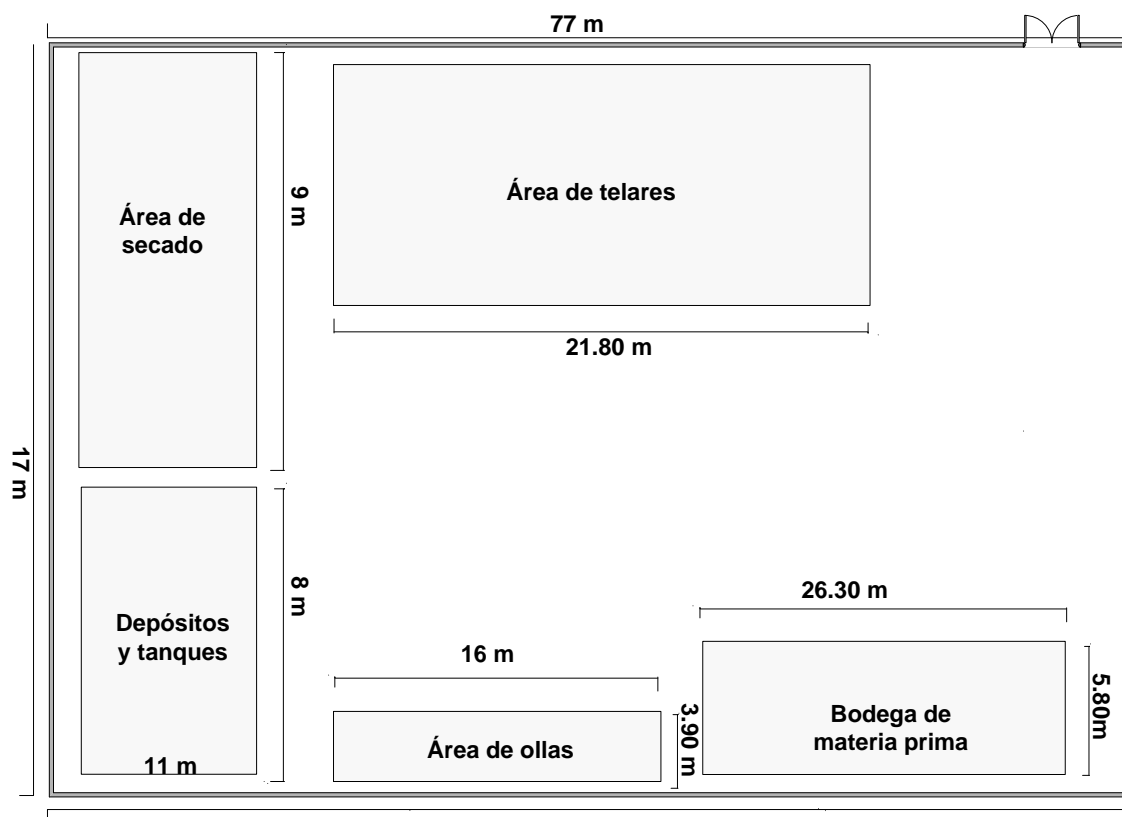 77 m
9 m
Área de telares
Área de
secado
21.80 m
17 m
8 m
26.30 m
Depósitos
y tanques
16 m
5.80m
3.90 m
Bodega de
materia prima
Área de ollas
11 m